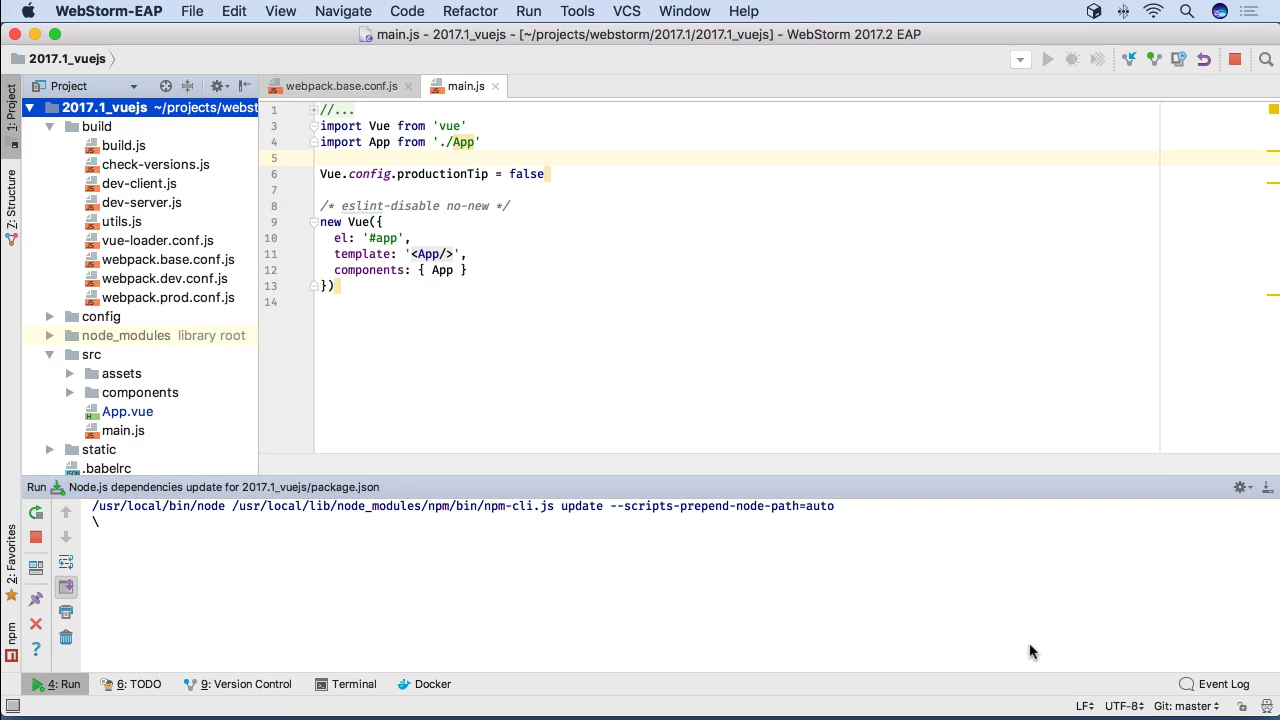 WebStorm-EAP File Edit View Navigate Code Refactor Run Tools VCS Window Help
main.js - 2017.1_vuejs - [~/projects/webstorm/2017.1/2017.1_vuejs] - WebStorm 2017.2 EAP
2017.1_vuejs
Project
webpack.base.conf.js
main.js
1: Project
Z: Structure
2: Favorites
npm
2017.1_vuejs ~/projects/webst
build
build.js
check-versions.js
dev-client.js
dev-server.js
utils.js
vue-loader.conf.js
webpack.base.conf.js
webpack.dev.conf.js
webpack.prod.conf.js
config
node_modules library root
src
assets
components
App.vue
main.js
static
.babelrc
1 //...
3 import Vue from 'vue'
4 import App from './App'
5
6 Vue.config.productionTip = false
7
8 /* eslint-disable no-new */
9 new Vue({
10 el: '#app',
11 template: '<App/>',
12 components: { App }
13 })
14
Run Node.js dependencies update for 2017.1_vuejs/package.json
/usr/local/bin/node /usr/local/lib/node_modules/npm/bin/npm-cli.js update --scripts-prepend-node-path=auto
\
4: Run 6: TODO 9: Version Control Terminal Docker Event Log
LF UTF-8 Git: master